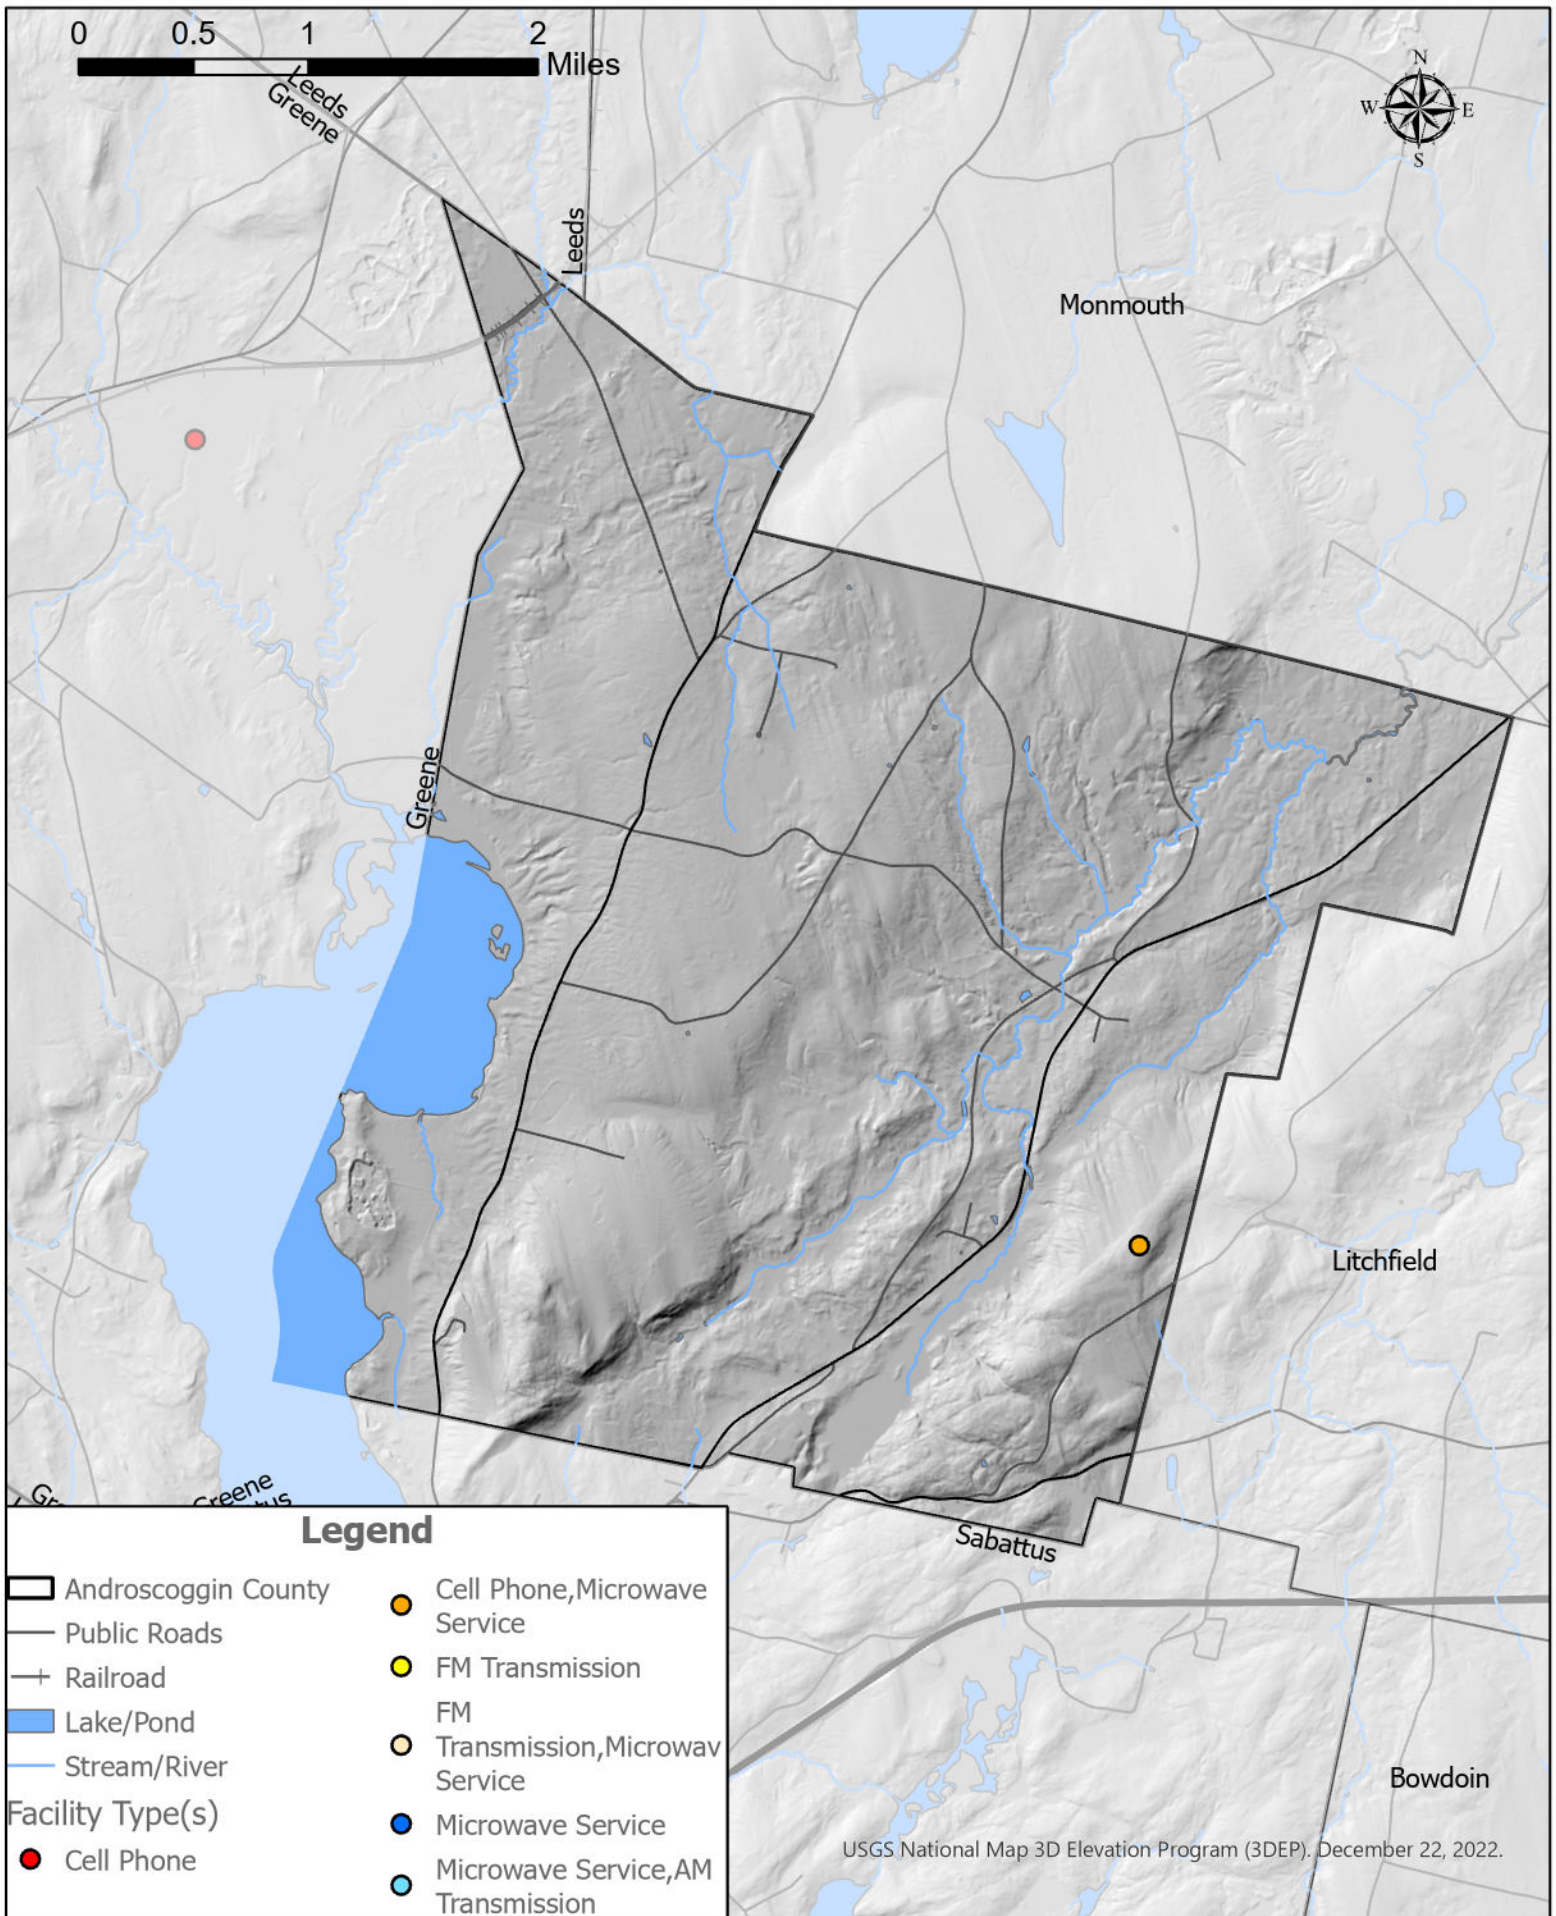 0 0.5 1 2
Miles
N
W E
S
Leeds
Greene
Leeds
Monmouth
Greene
Litchfield
Greene
Sabattus
Bowdoin
USGS National Map 3D Elevation Program (3DEP). December 22, 2022.
Legend
Androscoggin County
Public Roads
Railroad
Lake/Pond
Stream/River
Facility Type(s)
Cell Phone
Cell Phone,Microwave
Service
FM Transmission
FM
Transmission,Microwav
Service
Microwave Service
Microwave Service,AM
Transmission